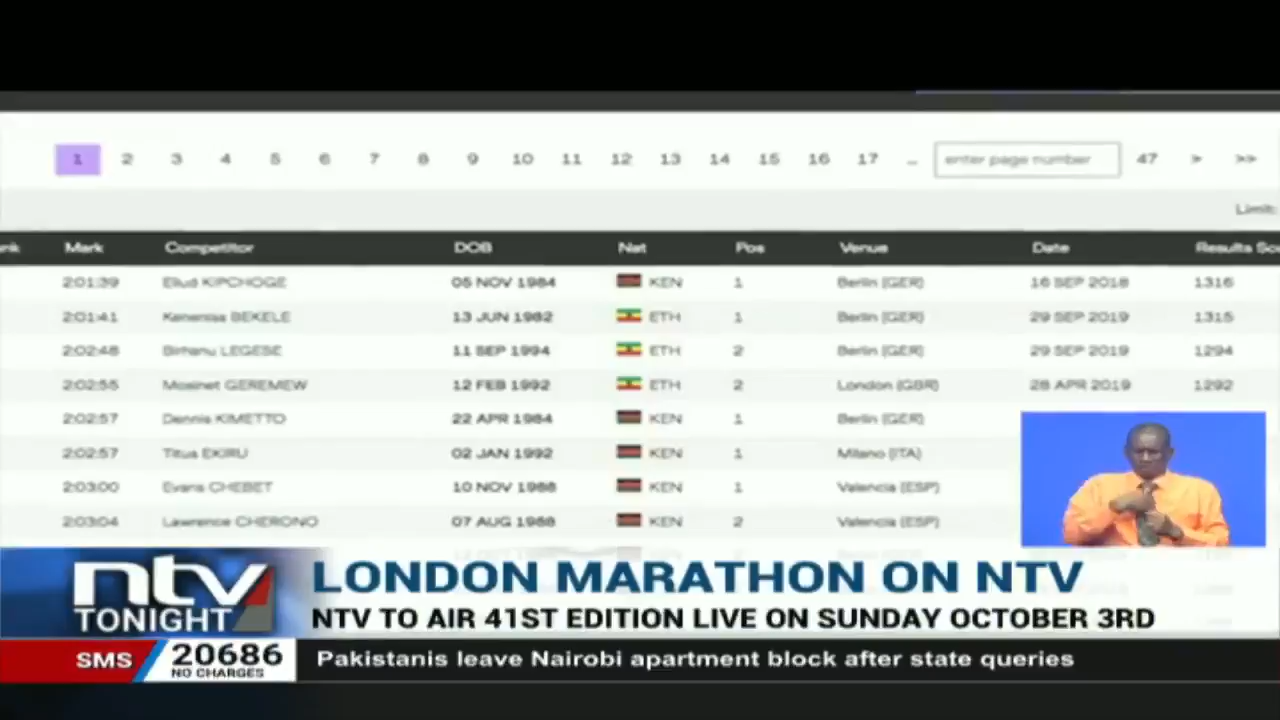 1 2 3 4 5 6 7 8 9 10 11 12 13 14 15 16 17 ... enter page number 47 > >>
Limit:
Mark Competitor DOB Nat Pos Venue Date Results
2:01:39 Eliud KIPCHOGE 05 NOV 1984 KEN 1 Berlin (GER) 16 SEP 2018 1316
2:01:41 Kenenisa BEKELE 13 JUN 1982 ETH 1 Berlin (GER) 29 SEP 2019 1315
2:02:48 Birhanu LEGESE 11 SEP 1994 ETH 2 Berlin (GER) 29 SEP 2019 1294
2:02:55 Mosinet GEREMEW 12 FEB 1992 ETH 2 London (GBR) 28 APR 2019 1292
2:02:57 Dennis KIMETTO 22 APR 1984 KEN 1 Berlin (GER)
2:02:57 Titus EKIRU 02 JAN 1992 KEN 1 Milano (ITA)
2:03:00 Evans CHEBET 10 NOV 1988 KEN 1 Valencia (ESP)
2:03:04 Lawrence CHERONO 07 AUG 1988 KEN 2 Valencia (ESP)
ntv
TONIGHT
LONDON MARATHON ON NTV
NTV TO AIR 41ST EDITION LIVE ON SUNDAY OCTOBER 3RD
SMS 20686
NO CHARGES
Pakistanis leave Nairobi apartment block after state queries